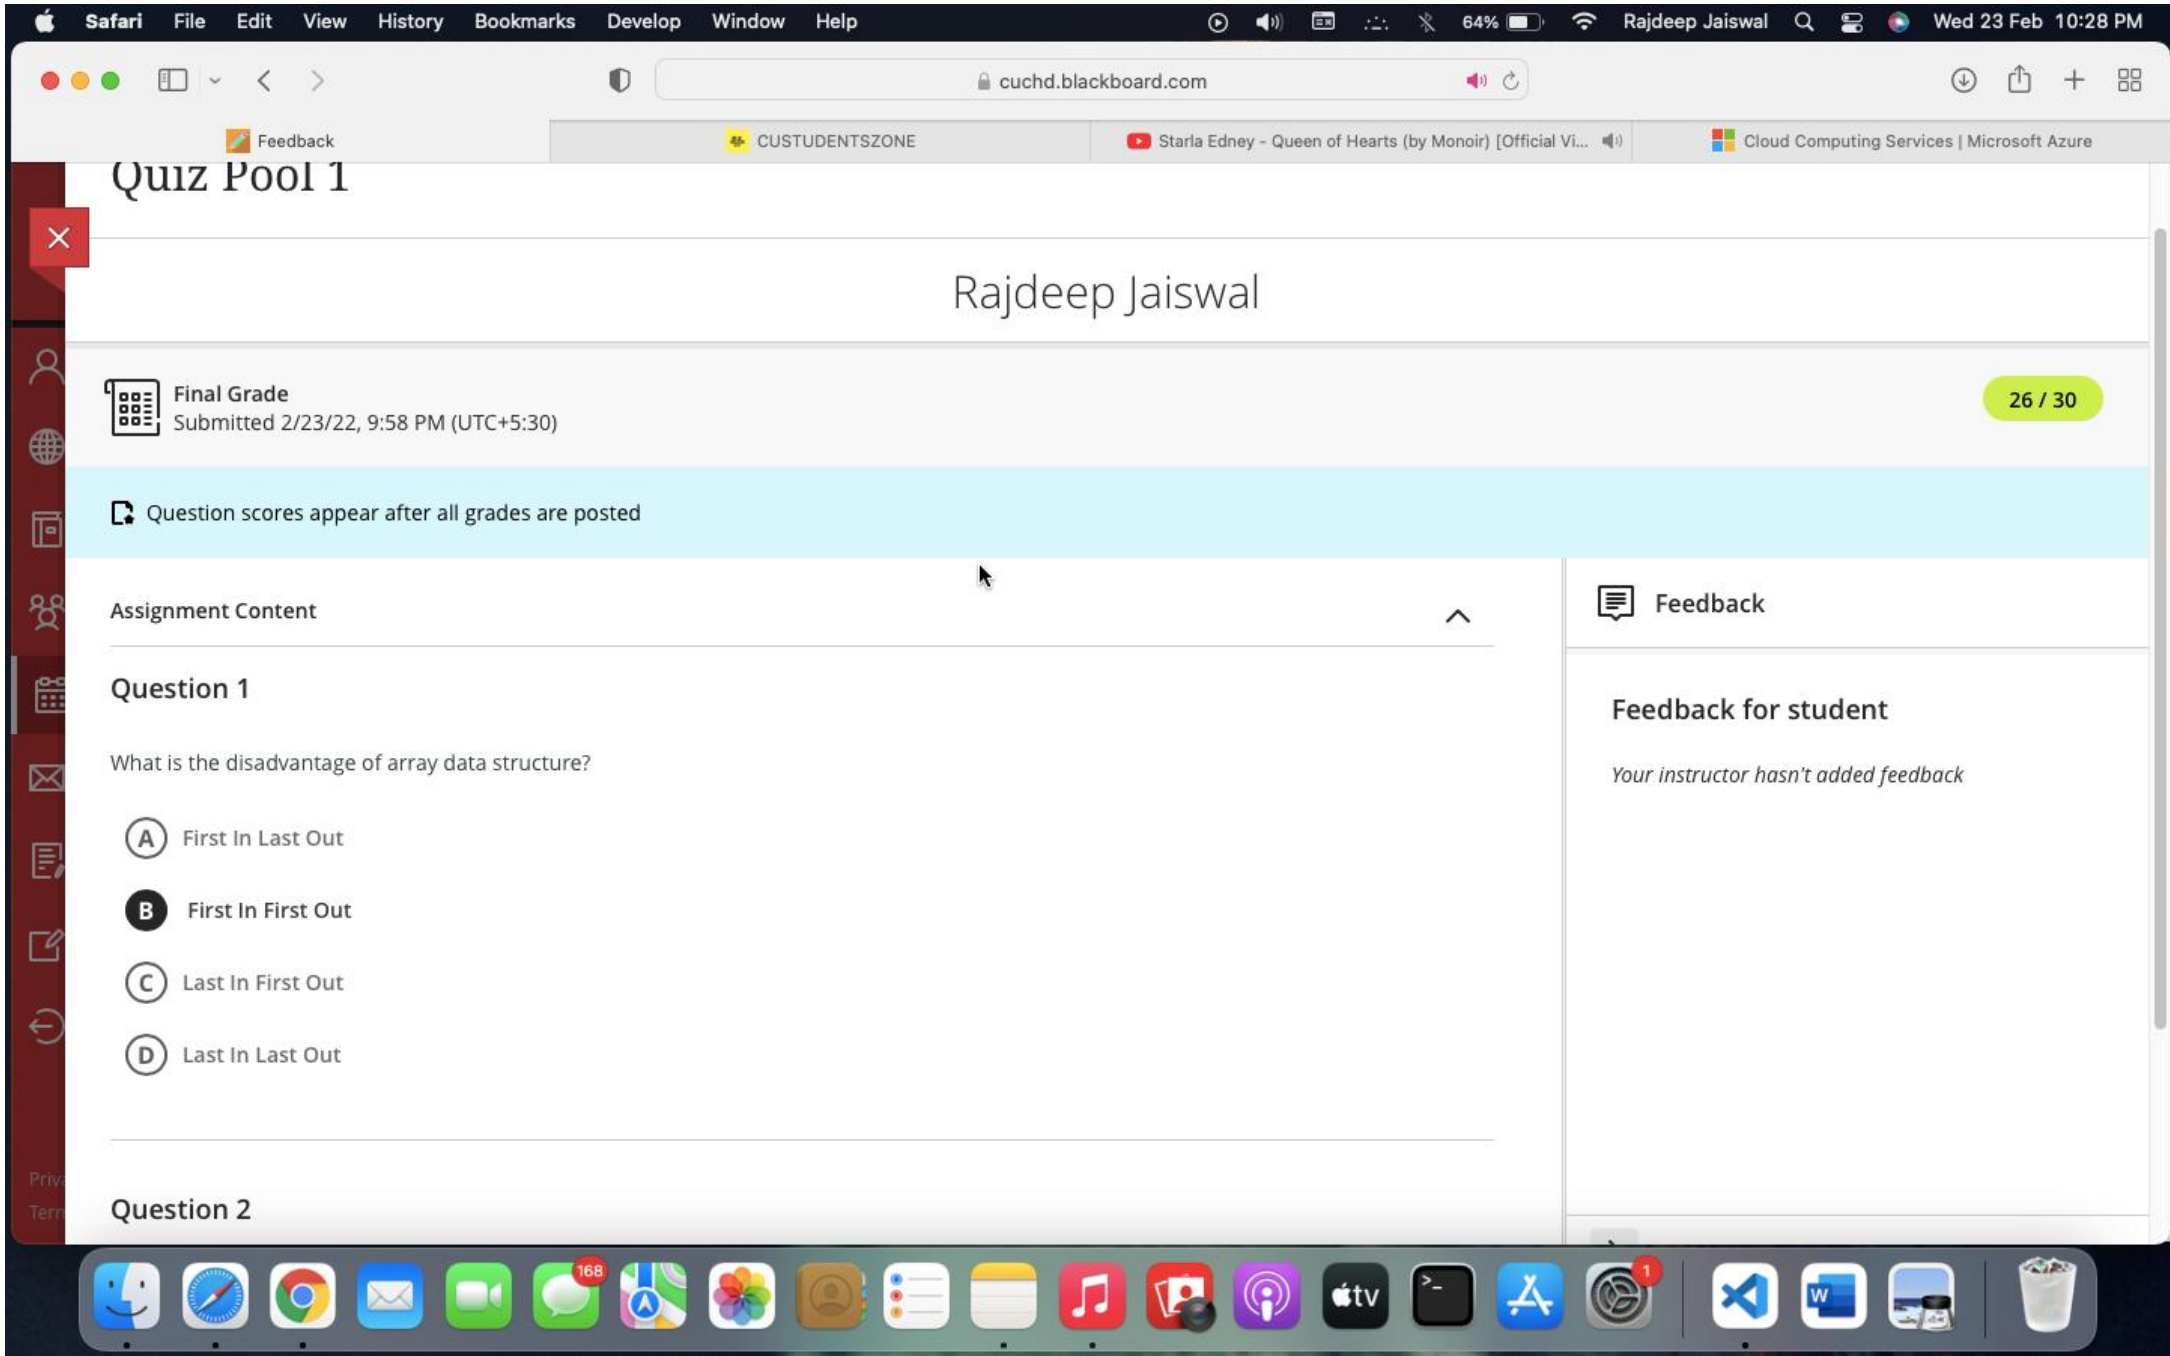 Safari File Edit View History Bookmarks Develop Window Help 64% Rajdeep Jaiswal Wed 23 Feb 10:28 PM
cuchd.blackboard.com
Feedback CUSTUDENTSZONE Starla Edney - Queen of Hearts (by Monoir) [Official Vi... Cloud Computing Services | Microsoft Azure
Quiz Pool 1
Rajdeep Jaiswal
Final Grade
Submitted 2/23/22, 9:58 PM (UTC+5:30)
26 / 30
Question scores appear after all grades are posted
Assignment Content
Question 1
What is the disadvantage of array data structure?
A First In Last Out
B First In First Out
C Last In First Out
D Last In Last Out
Question 2
Feedback
Feedback for student
Your instructor hasn't added feedback
Priva
Term
168
tv
>_
1
W